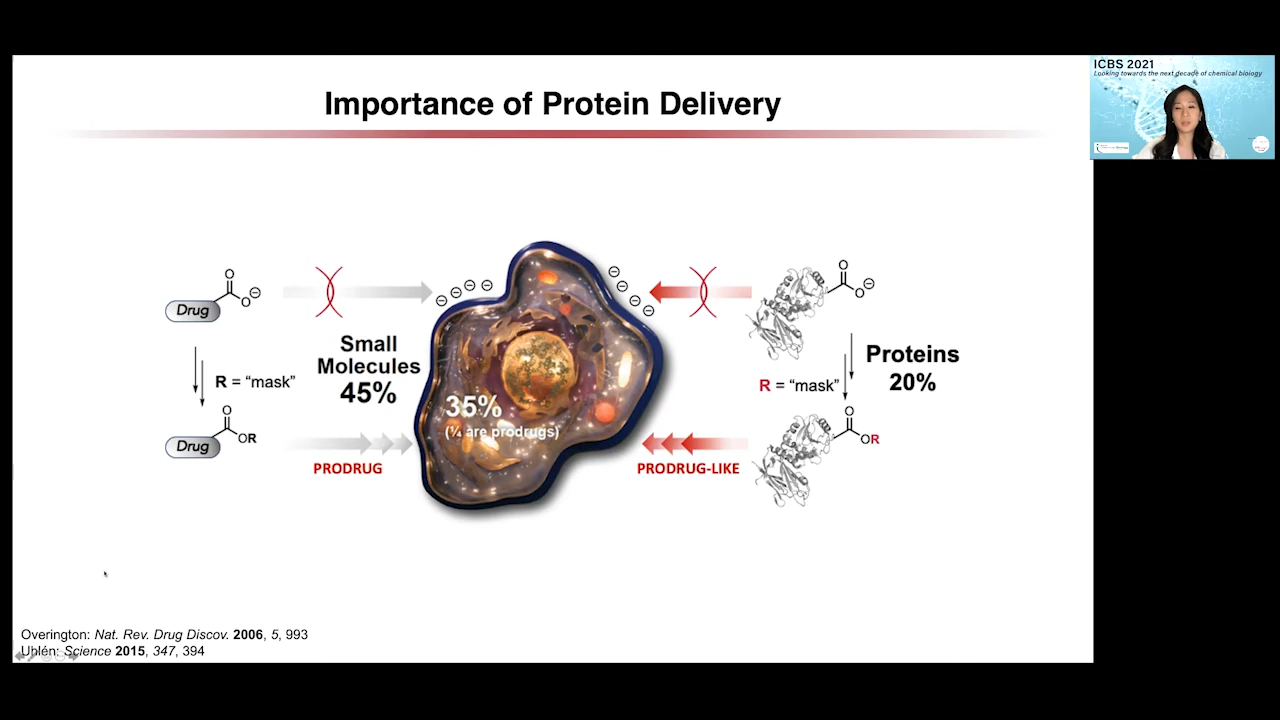 ICBS 2021
Looking towards the next decade of chemical biology
Importance of Protein Delivery
Drug
O
O
⊖
R = “mask”
Drug
O
OR
Small
Molecules
45%
PRODRUG
⊖ ⊖ ⊖ ⊖
35%
(¼ are prodrugs)
⊖
⊖
⊖
⊖
O
O
⊖
R = “mask”
Proteins
20%
O
OR
PRODRUG-LIKE
Overington: Nat. Rev. Drug Discov. 2006, 5, 993
Uhlén: Science 2015, 347, 394